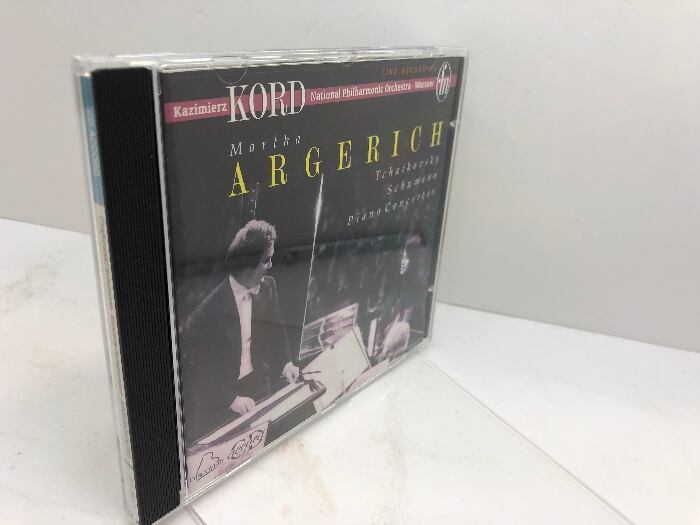 LIVE RECORDING
Kazimierz KORD National Philharmonic Orchestra - Warsaw
Martha
ARGERICH
Tchaikovsky
Schumann
Piano Concertos